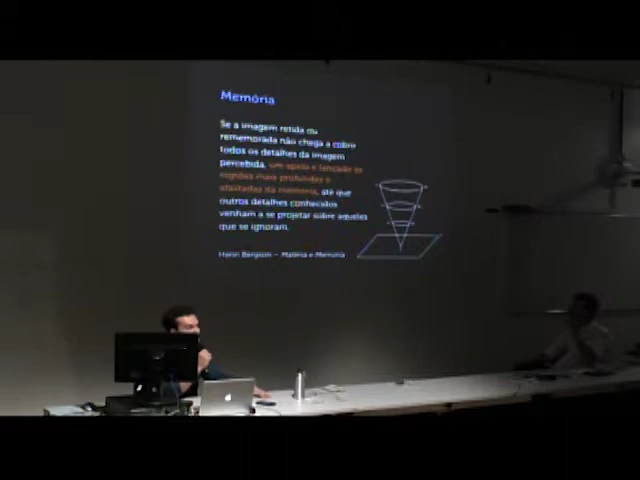 Memória
Se a imagem retida ou
rememorada não chega a cobrir
todos os detalhes da imagem
percebida, um apelo é lançado às
regiões mais profundas e
afastadas da memória, até que
outros detalhes conhecidos
venham a se projetar sobre aqueles
que se ignoram.
Henri Bergson – Matéria e Memória